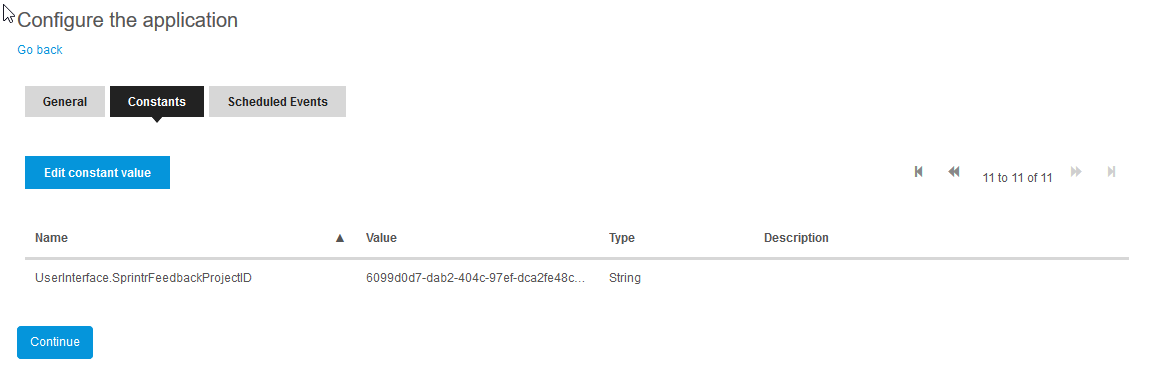 Configure the application
Go back
General Constants Scheduled Events
Edit constant value
11 to 11 of 11
Name Value Type Description
UserInterface.SprintrFeedbackProjectID 6099d0d7-dab2-404c-97ef-dca2fe48c... String
Continue